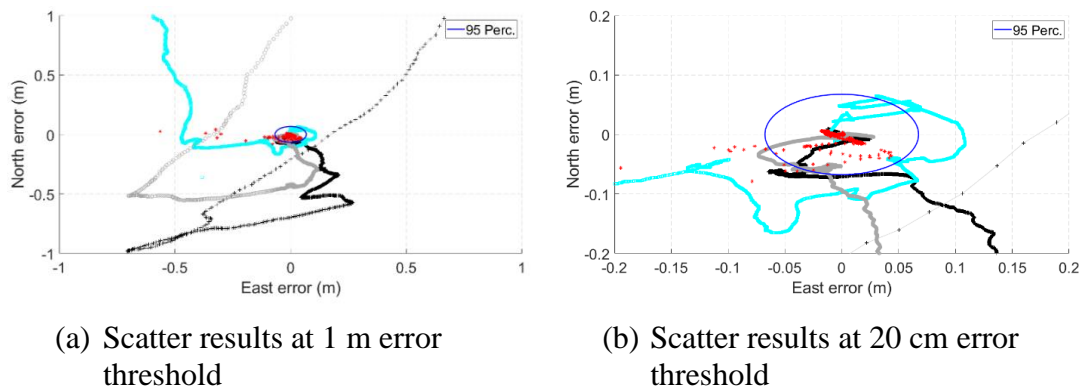 95 Perc.
1
0.5
0
-0.5
-1
North error (m)
-1
-0.5
0
0.5
1
East error (m)
95 Perc.
0.2
0.1
0
-0.1
-0.2
North error (m)
-0.2
-0.15
-0.1
-0.05
0
0.05
0.1
0.15
0.2
East error (m)
(a) Scatter results at 1 m error
threshold
(b) Scatter results at 20 cm error
threshold